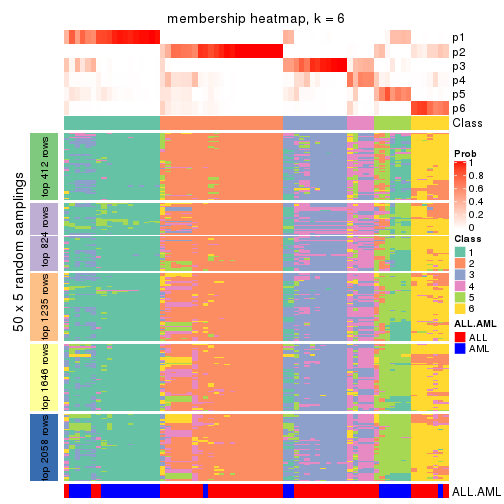 membership heatmap, k = 6
p1
p2
p3
p4
p5
p6
Class
50 x 5 random samplings
top 412 rows
top 824 rows
top 1235 rows
top 1646 rows
top 2058 rows
ALL.AML
Prob
1
0.8
0.6
0.4
0.2
0
Class
1
2
3
4
5
6
ALL.AML
ALL
AML